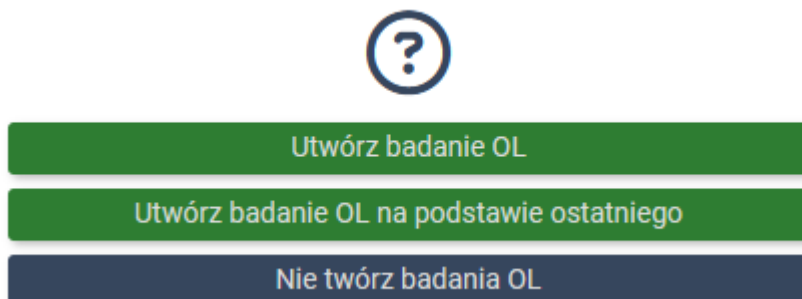 ?
Utwórz badanie OL
Utwórz badanie OL na podstawie ostatniego
Nie twórz badania OL